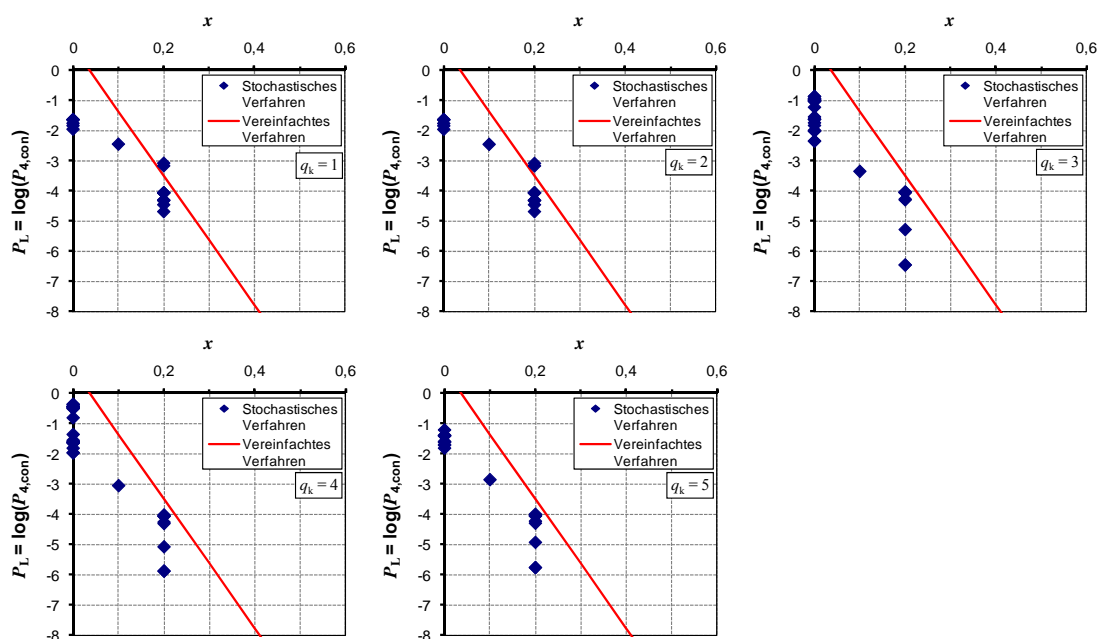 x
0 0,2 0,4 0,6
0
-1
-2
-3
-4
-5
-6
-7
-8
P_L = log(P_4,con)
Stochastisches
Verfahren
Vereinfachtes
Verfahren
q_k = 1
x
0 0,2 0,4 0,6
0
-1
-2
-3
-4
-5
-6
-7
-8
P_L = log(P_4,con)
Stochastisches
Verfahren
Vereinfachtes
Verfahren
q_k = 2
x
0 0,2 0,4 0,6
0
-1
-2
-3
-4
-5
-6
-7
-8
P_L = log(P_4,con)
Stochastisches
Verfahren
Vereinfachtes
Verfahren
q_k = 3
x
0 0,2 0,4 0,6
0
-1
-2
-3
-4
-5
-6
-7
-8
P_L = log(P_4,con)
Stochastisches
Verfahren
Vereinfachtes
Verfahren
q_k = 4
x
0 0,2 0,4 0,6
0
-1
-2
-3
-4
-5
-6
-7
-8
P_L = log(P_4,con)
Stochastisches
Verfahren
Vereinfachtes
Verfahren
q_k = 5